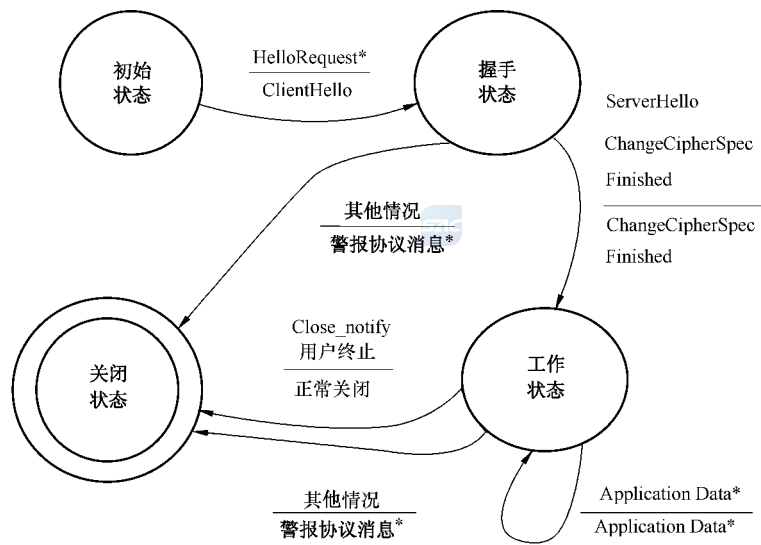 初始
状态
HelloRequest*
ClientHello
握手
状态
ServerHello
ChangeCipherSpec
Finished
ChangeCipherSpec
Finished
其他情况
警报协议消息*
SAC
关闭
状态
Close_notify
用户终止
正常关闭
工作
状态
其他情况
警报协议消息*
Application Data*
Application Data*